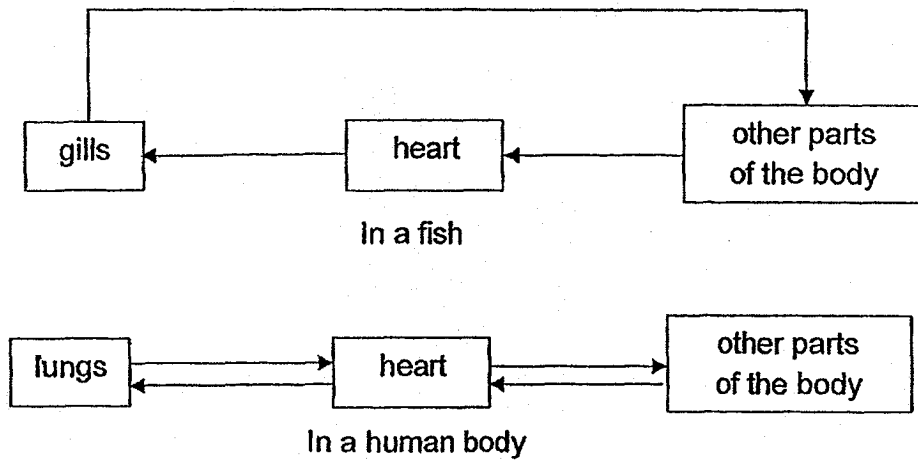 gills
heart
other parts
of the body
In a fish
lungs
heart
other parts
of the body
In a human body